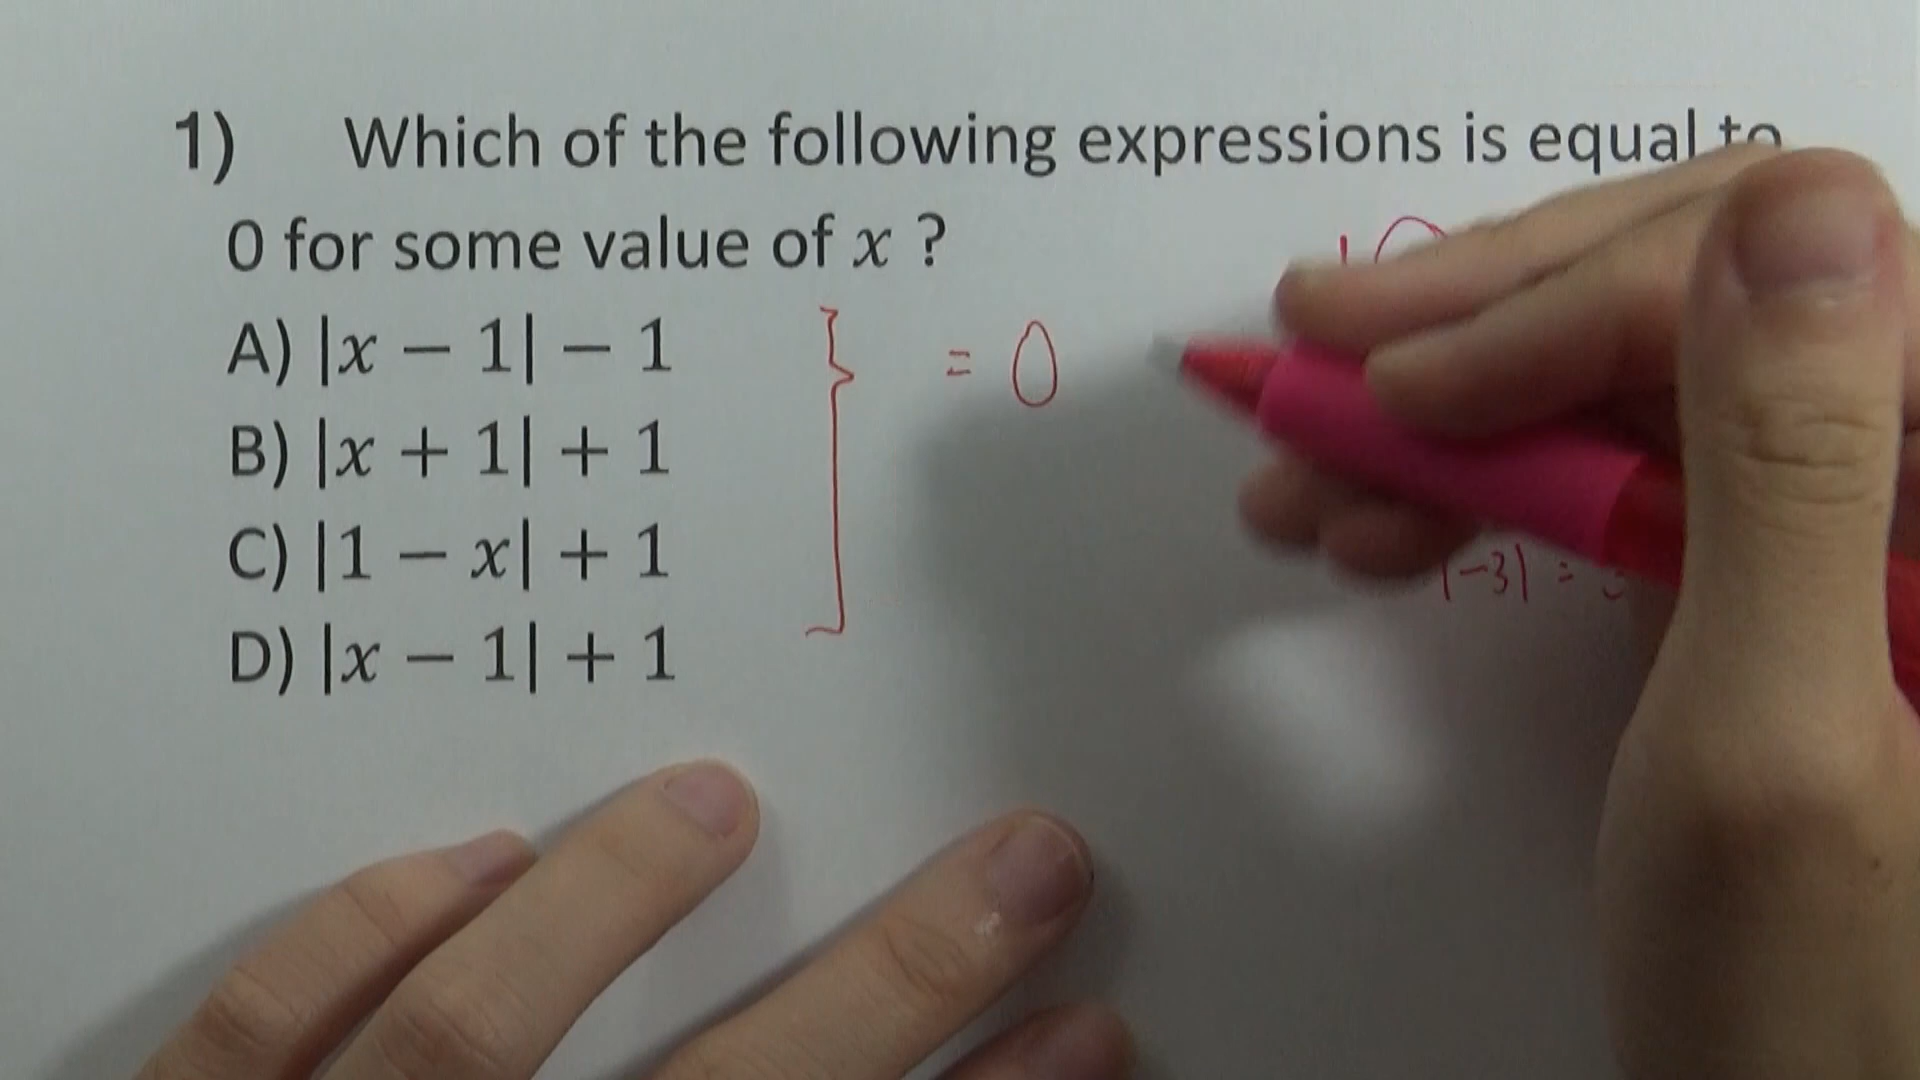 1) Which of the following expressions is equal to
0 for some value of x ?
A) |x − 1| − 1
B) |x + 1| + 1
C) |1 − x| + 1
D) |x − 1| + 1
= 0
|−3| =